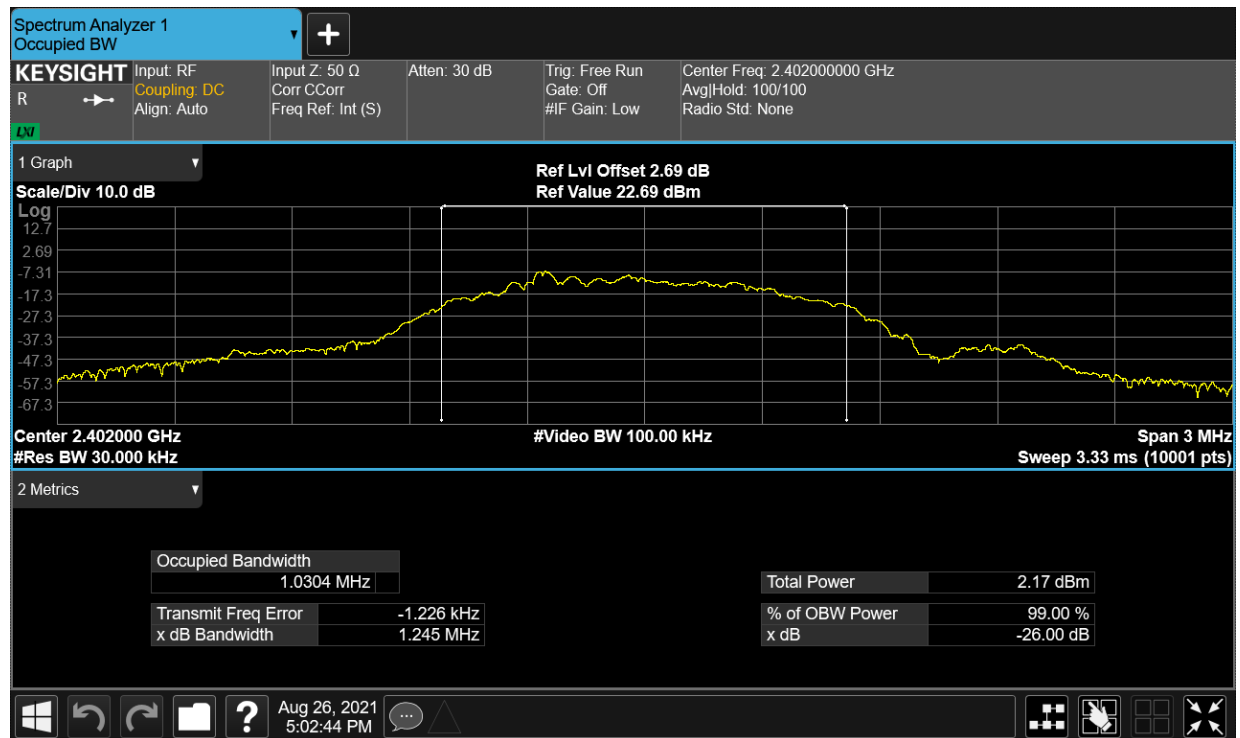 Spectrum Analyzer 1
Occupied BW
KEYSIGHT
R
LXI
Input: RF
Coupling: DC
Align: Auto
Input Z: 50 Ω
Corr CCorr
Freq Ref: Int (S)
Atten: 30 dB
Trig: Free Run
Gate: Off
#IF Gain: Low
Center Freq: 2.402000000 GHz
Avg|Hold: 100/100
Radio Std: None
1 Graph
Scale/Div 10.0 dB
Ref Lvl Offset 2.69 dB
Ref Value 22.69 dBm
Log
12.7
2.69
-7.31
-17.3
-27.3
-37.3
-47.3
-57.3
-67.3
Center 2.402000 GHz
#Res BW 30.000 kHz
#Video BW 100.00 kHz
Span 3 MHz
Sweep 3.33 ms (10001 pts)
2 Metrics
Occupied Bandwidth
1.0304 MHz
Transmit Freq Error -1.226 kHz
x dB Bandwidth 1.245 MHz
Total Power 2.17 dBm
% of OBW Power 99.00 %
x dB -26.00 dB
?
Aug 26, 2021
5:02:44 PM